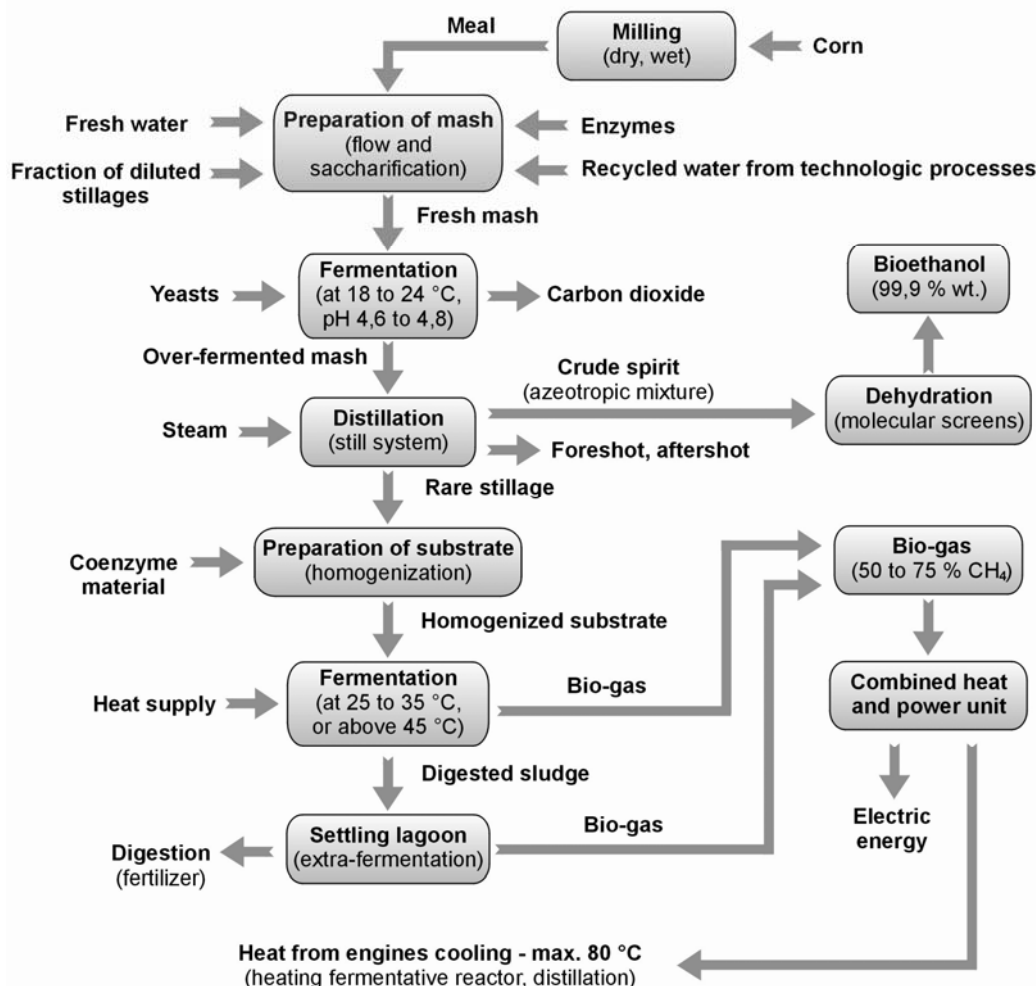 Meal
Milling
(dry, wet)
Corn
Fresh water
Preparation of mash
(flow and
saccharification)
Enzymes
Fraction of diluted
stillages
Recycled water from technologic processes
Fresh mash
Yeasts
Fermentation
(at 18 to 24 °C,
pH 4,6 to 4,8)
Carbon dioxide
Bioethanol
(99,9 % wt.)
Over-fermented mash
Crude spirit
(azeotropic mixture)
Dehydration
(molecular screens)
Steam
Distillation
(still system)
Foreshot, aftershot
Rare stillage
Coenzyme
material
Preparation of substrate
(homogenization)
Bio-gas
(50 to 75 % CH₄)
Homogenized substrate
Heat supply
Fermentation
(at 25 to 35 °C,
or above 45 °C)
Bio-gas
Combined heat
and power unit
Digested sludge
Electric
energy
Digestion
(fertilizer)
Settling lagoon
(extra-fermentation)
Bio-gas
Heat from engines cooling - max. 80 °C
(heating fermentative reactor, distillation)